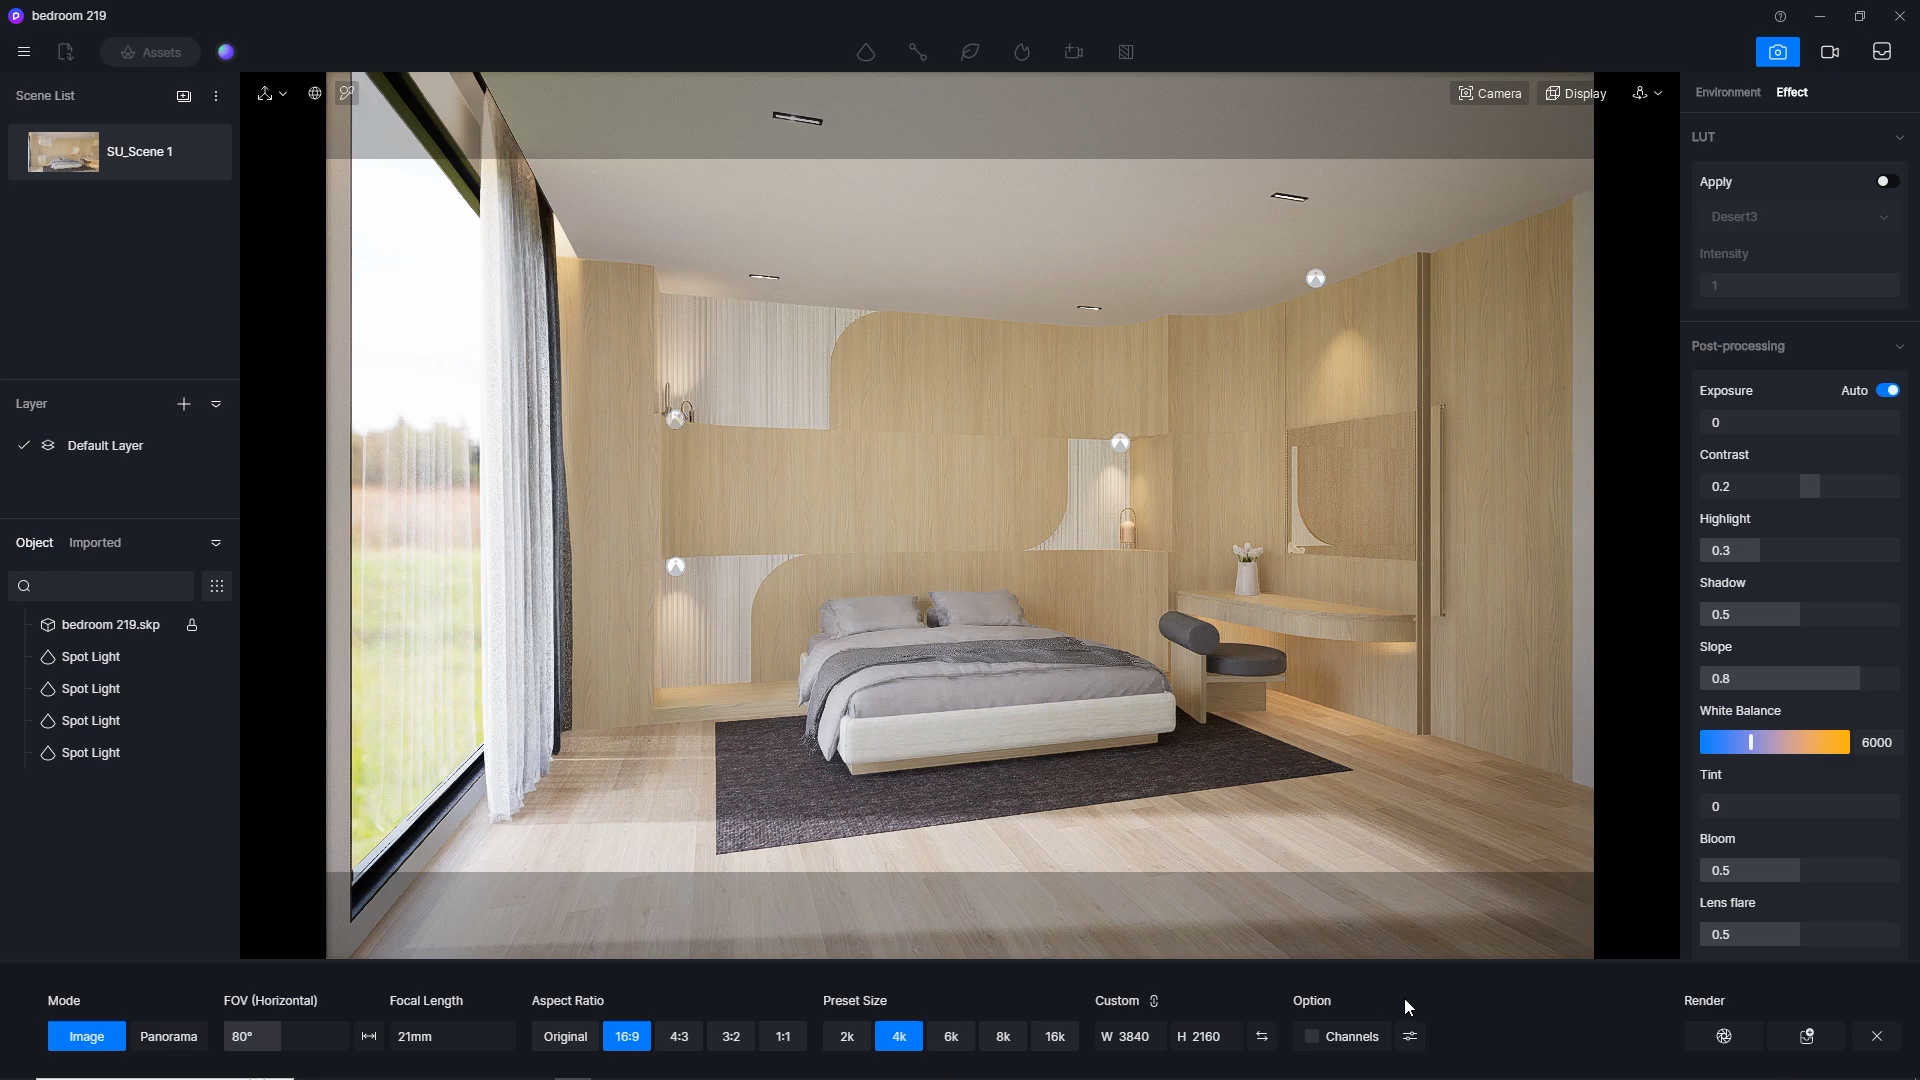 bedroom 219
Assets
Scene List
SU_Scene 1
Layer
Default Layer
Object
Imported
bedroom 219.skp
Spot Light
Spot Light
Spot Light
Spot Light
Camera
Display
Environment
Effect
LUT
Apply
Desert3
Intensity
1
Post-processing
Exposure
Auto
0
Contrast
0.2
Highlight
0.3
Shadow
0.5
Slope
0.8
White Balance
6000
Tint
0
Bloom
0.5
Lens flare
0.5
Mode
Image
Panorama
FOV (Horizontal)
80°
Focal Length
21mm
Aspect Ratio
Original
16:9
4:3
3:2
1:1
Preset Size
2k
4k
6k
8k
16k
Custom
W 3840
H 2160
Option
Channels
Render